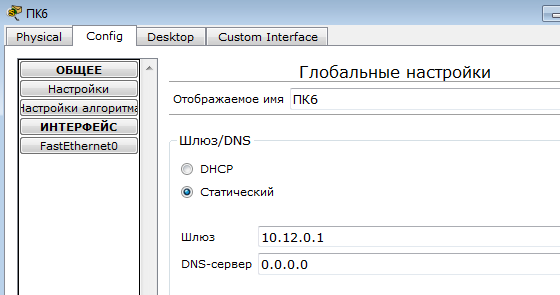 ПК6
Physical Config Desktop Custom Interface
ОБЩЕЕ
Настройки
Настройки алгоритма
ИНТЕРФЕЙС
FastEthernet0
Глобальные настройки
Отображаемое имя ПК6
Шлюз/DNS
DHCP
Статический
Шлюз 10.12.0.1
DNS-сервер 0.0.0.0